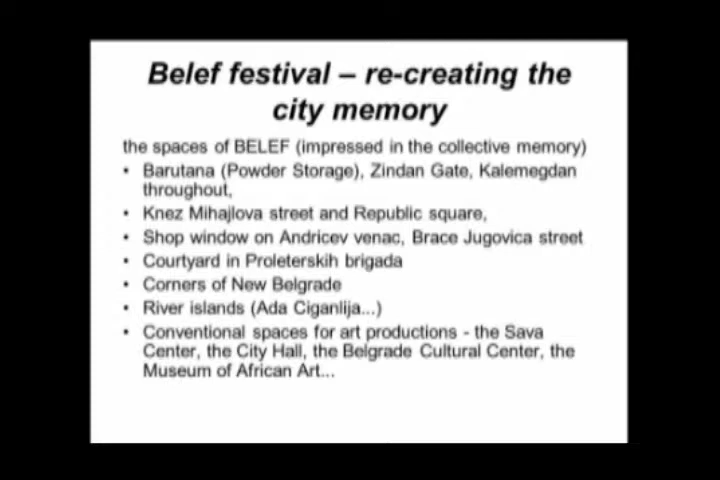 Belef festival – re-creating the
city memory
the spaces of BELEF (impressed in the collective memory)
• Barutana (Powder Storage), Zindan Gate, Kalemegdan
throughout,
• Knez Mihajlova street and Republic square,
• Shop window on Andricev venac, Brace Jugovica street
• Courtyard in Proleterskih brigada
• Corners of New Belgrade
• River islands (Ada Ciganlija...)
• Conventional spaces for art productions - the Sava
Center, the City Hall, the Belgrade Cultural Center, the
Museum of African Art...